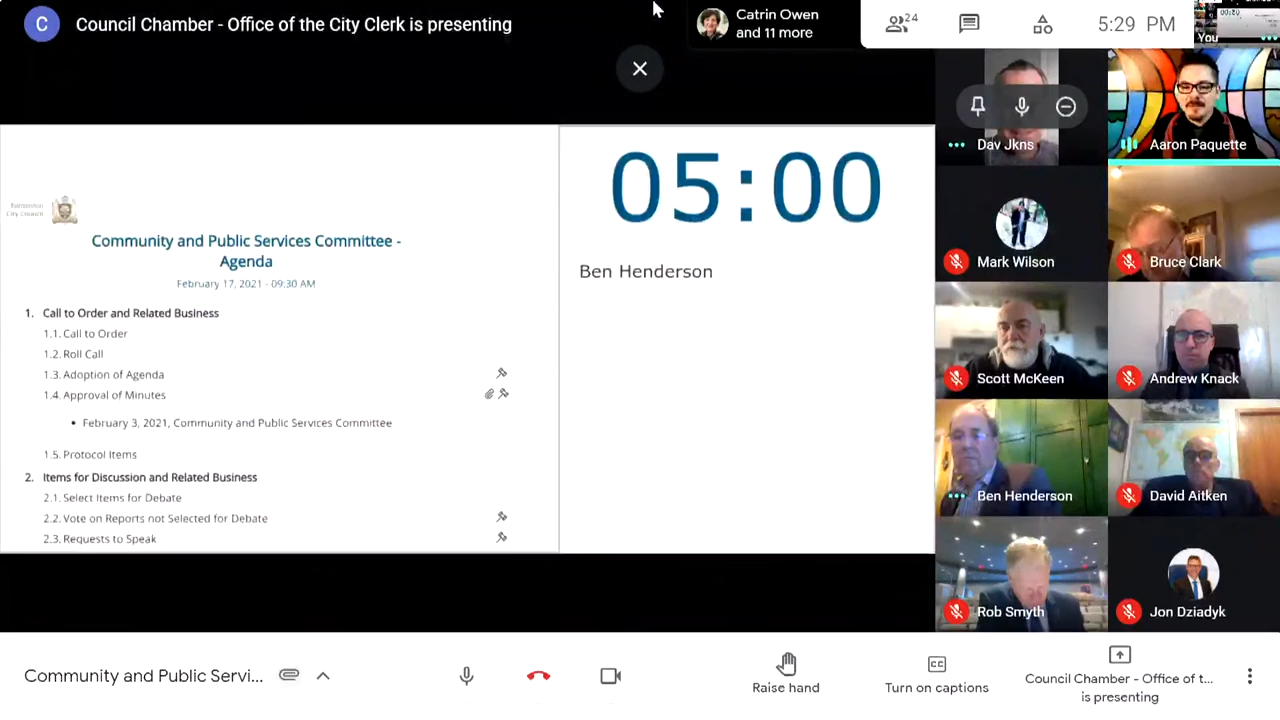 C
Council Chamber - Office of the City Clerk is presenting
Catrin Owen
and 11 more
24
5:29 PM
You
City Council
05:00
Ben Henderson
Community and Public Services Committee -
Agenda
February 17, 2021 - 09:30 AM
1. Call to Order and Related Business
1.1. Call to Order
1.2. Roll Call
1.3. Adoption of Agenda
1.4. Approval of Minutes
• February 3, 2021, Community and Public Services Committee
1.5. Protocol Items
2. Items for Discussion and Related Business
2.1. Select Items for Debate
2.2. Vote on Reports not Selected for Debate
2.3. Requests to Speak
Dav Jkns
Aaron Paquette
Mark Wilson
Bruce Clark
Scott McKeen
Andrew Knack
Ben Henderson
David Aitken
Rob Smyth
Jon Dziadyk
Community and Public Servi...
Raise hand
CC
Turn on captions
Council Chamber - Office of t...
is presenting